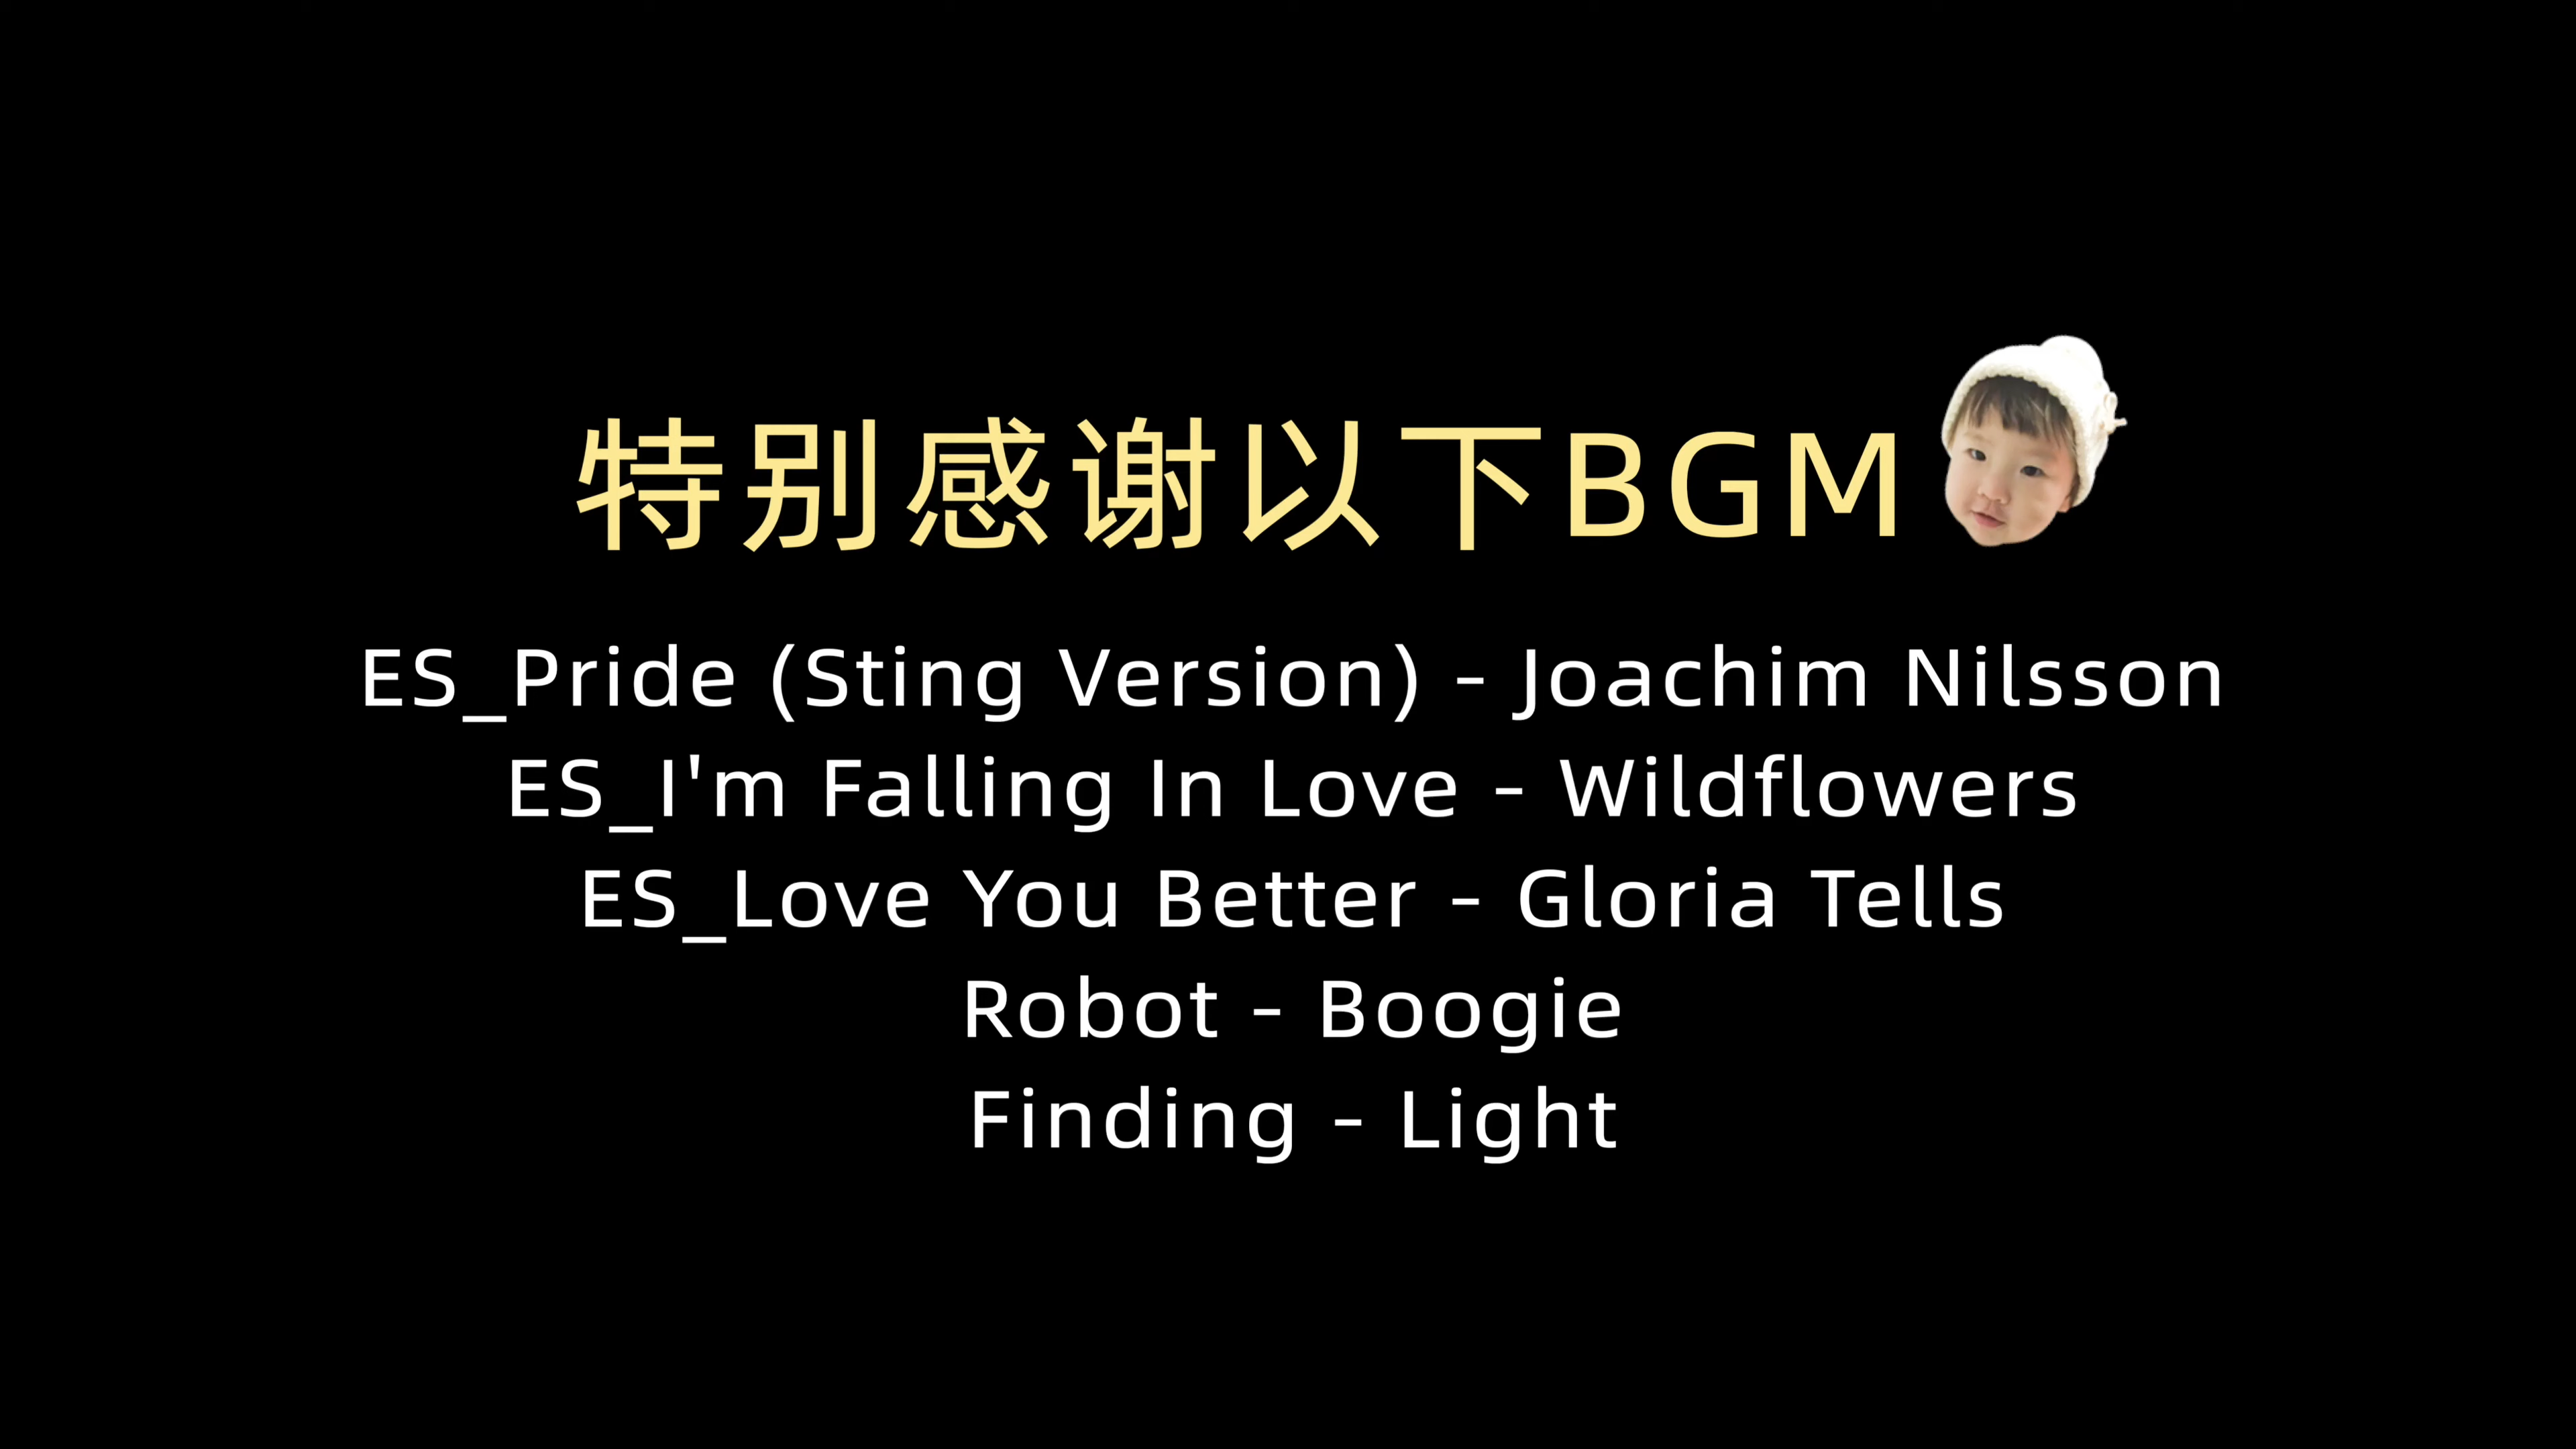 特别感谢以下BGM
ES_Pride (Sting Version) - Joachim Nilsson
ES_I'm Falling In Love - Wildflowers
ES_Love You Better - Gloria Tells
Robot - Boogie
Finding - Light